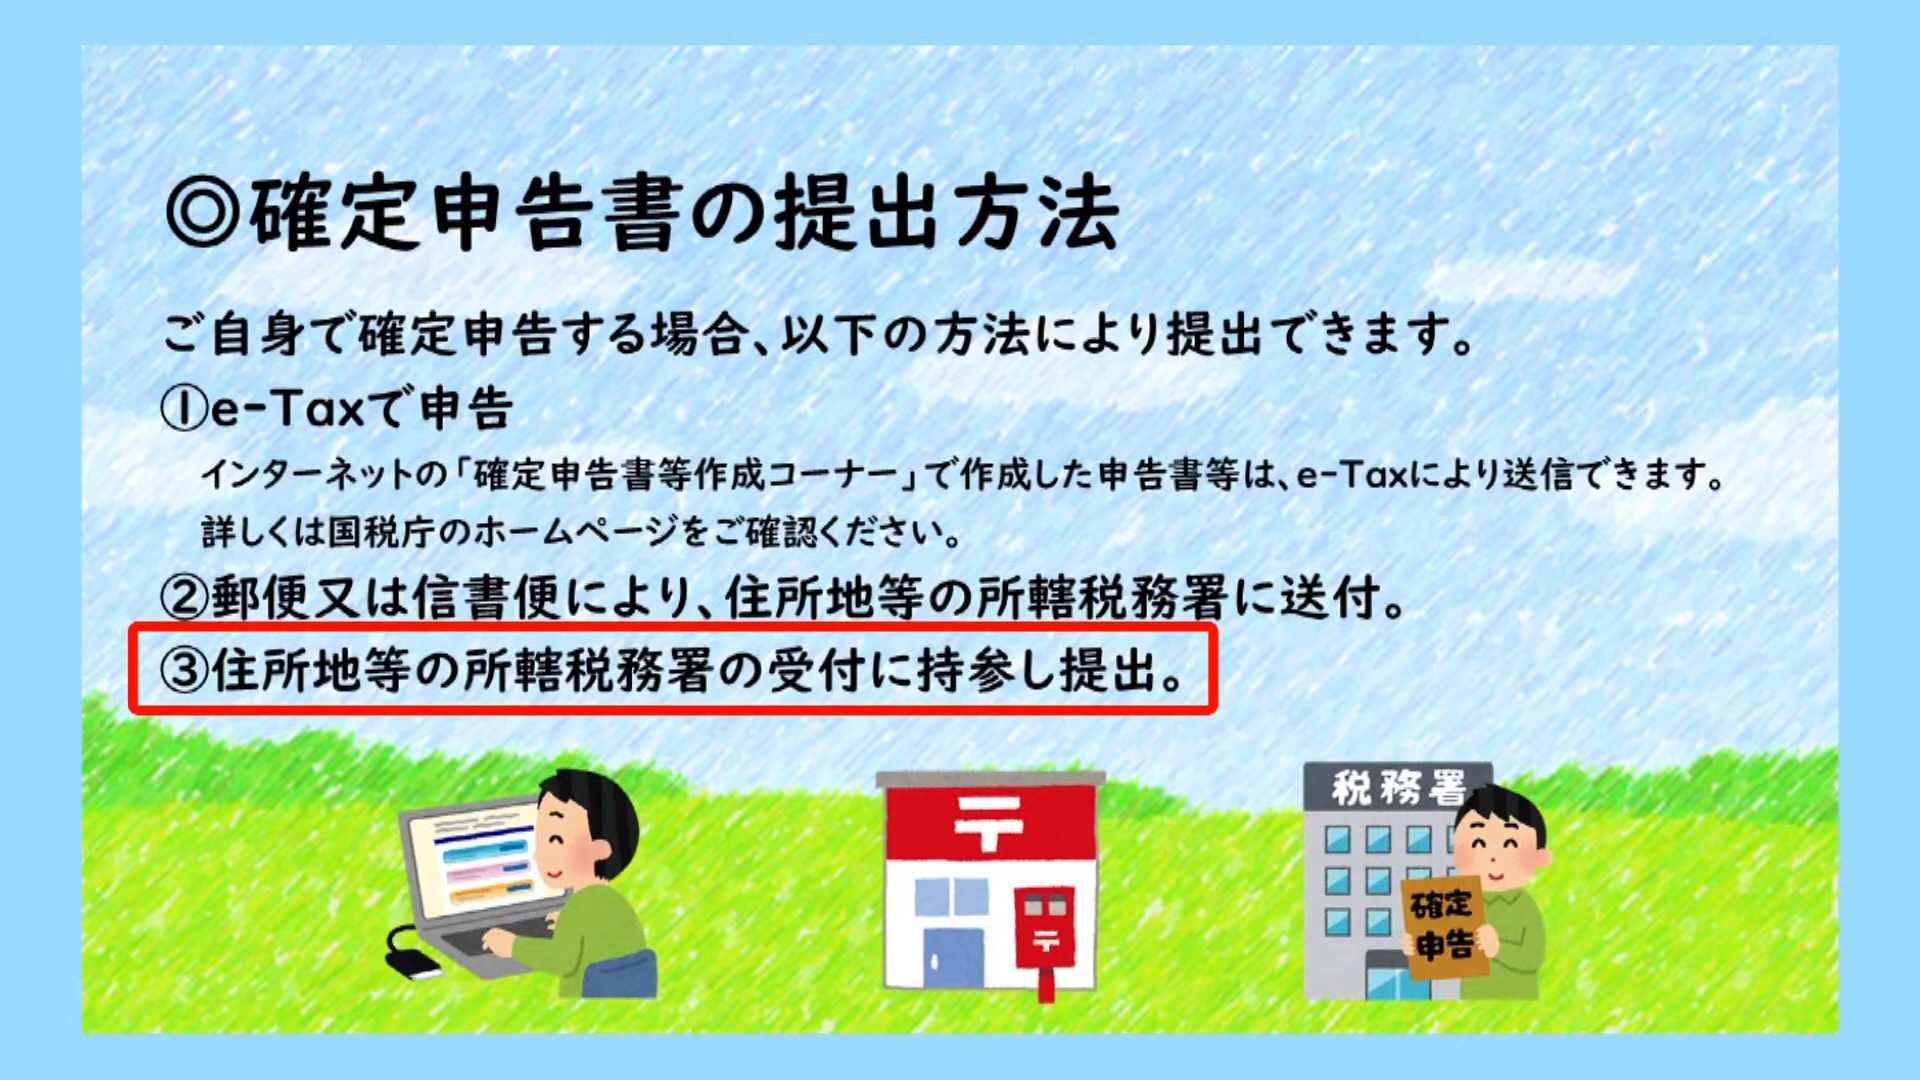 ◎確定申告書の提出方法
ご自身で確定申告する場合、以下の方法により提出できます。
①e-Taxで申告
インターネットの「確定申告書等作成コーナー」で作成した申告書等は、e-Taxにより送信できます。
詳しくは国税庁のホームページをご確認ください。
②郵便又は信書便により、住所地等の所轄税務署に送付。
③住所地等の所轄税務署の受付に持参し提出。
税務署
確定
申告